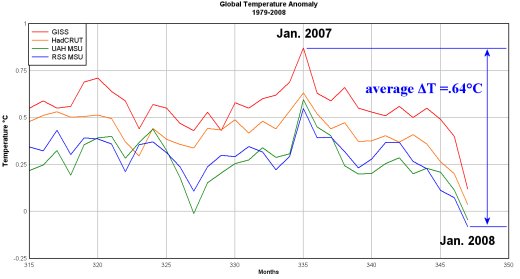 Global Temperature Anomaly
1979-2008
GISS
HadCRUT
UAH MSU
RSS MSU
Jan. 2007
average ΔT =.64°C
Jan. 2008
Temperature °C
1
0.75
0.5
0.25
0
-0.25
315
320
325
330
335
340
345
350
Months